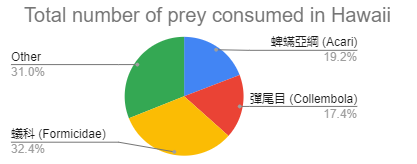 Total number of prey consumed in Hawaii
蜱蟎亞綱 (Acari)
19.2%
彈尾目 (Collembola)
17.4%
蟻科 (Formicidae)
32.4%
Other
31.0%